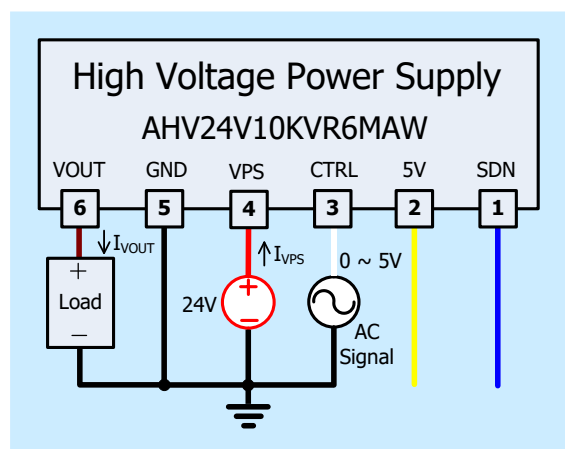 High Voltage Power Supply
AHV24V10KVR6MAW
VOUT GND VPS CTRL 5V SDN
6 5 4 3 2 1
IVOUT IVPS 0 ~ 5V
+ +
Load 24V
− −
AC
Signal